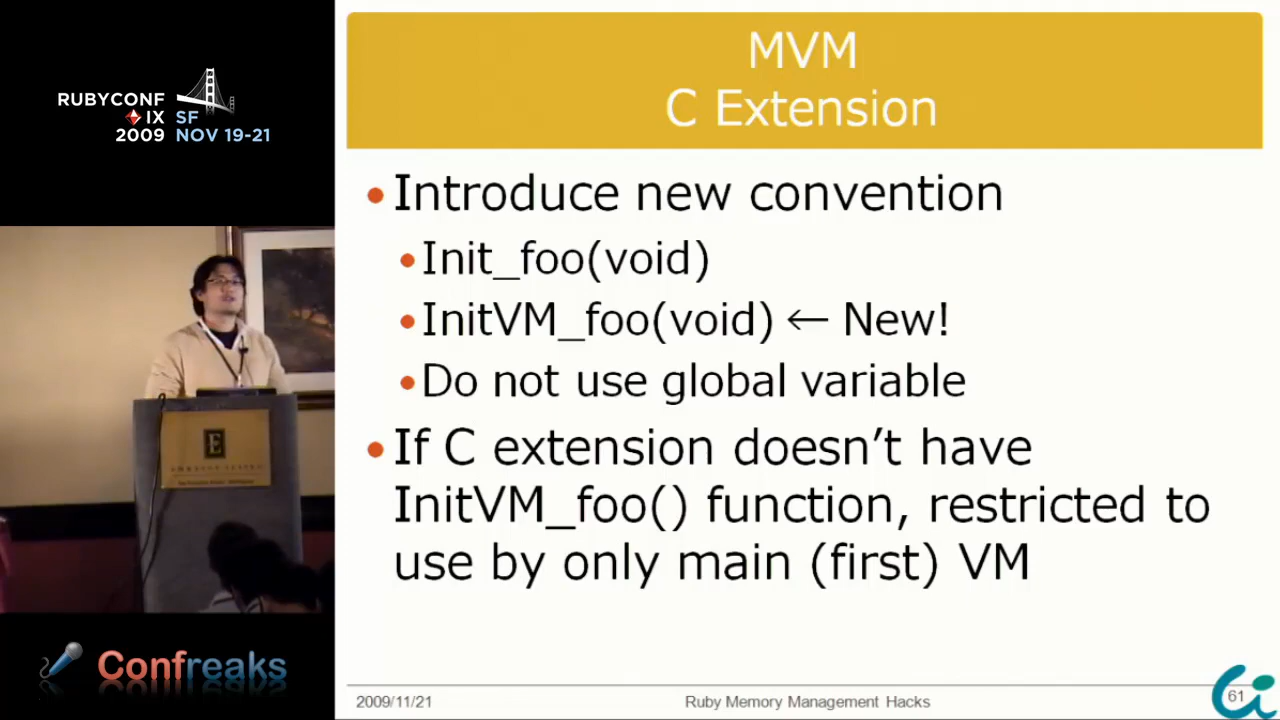 RUBYCONF
IX SF
2009 NOV 19-21
MVM
C Extension
Introduce new convention
Init_foo(void)
InitVM_foo(void) ← New!
Do not use global variable
If C extension doesn’t have
InitVM_foo() function, restricted to
use by only main (first) VM
E
Confreaks
2009/11/21
Ruby Memory Management Hacks
61